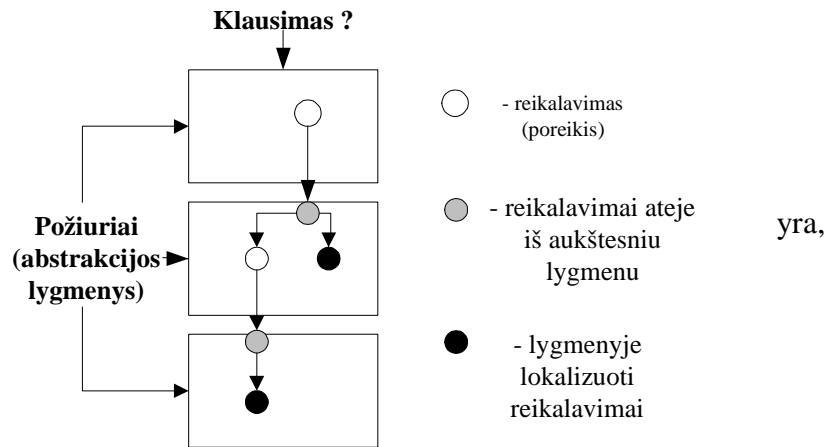 Klausimas ?
- reikalavimas
(poreikis)
Požiuriai
(abstrakcijos
lygmenys)
- reikalavimai ateje
iš aukštesniu
lygmenu
yra,
- lygmenyje
lokalizuoti
reikalavimai